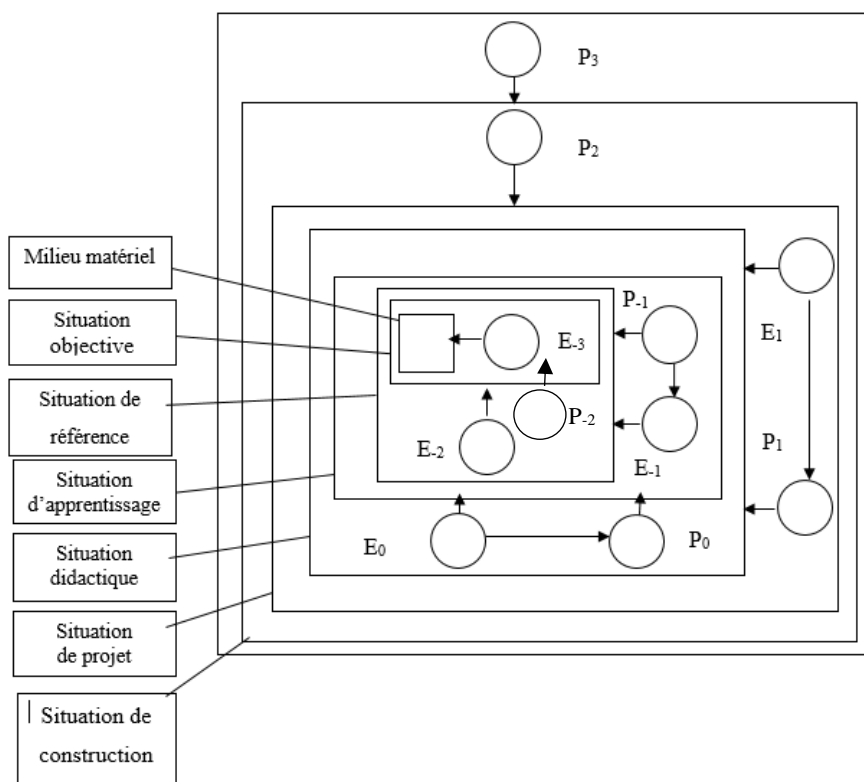 P₃
P₂
Milieu matériel
Situation
objective
Situation de
référence
Situation
d’apprentissage
Situation
didactique
Situation
de projet
Situation de
construction
P₋₁
E₋₃
E₁
P₋₂
E₋₂
E₋₁
P₁
E₀
P₀